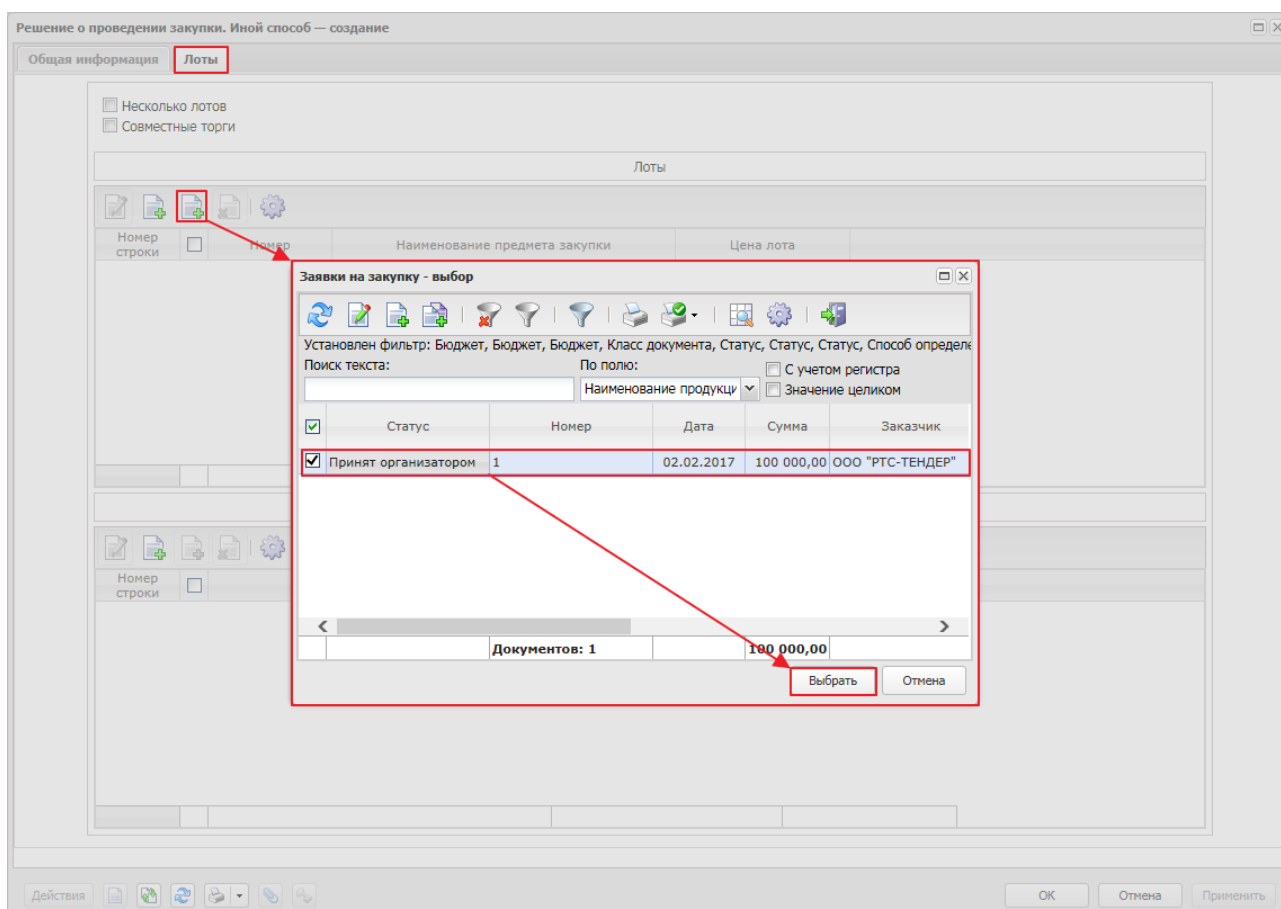 Решение о проведении закупки. Иной способ — создание
Общая информация Лоты
Несколько лотов
Совместные торги
Лоты
Номер строки Номер Наименование предмета закупки Цена лота
Заявки на закупку - выбор
Установлен фильтр: Бюджет, Бюджет, Бюджет, Класс документа, Статус, Статус, Статус, Способ определе
Поиск текста: По полю: С учетом регистра
Наименование продукци Значение целиком
Статус Номер Дата Сумма Заказчик
Принят организатором 1 02.02.2017 100 000,00 ООО "РТС-ТЕНДЕР"
Номер строки
Документов: 1 100 000,00
Выбрать Отмена
Действия ОК Отмена Применить